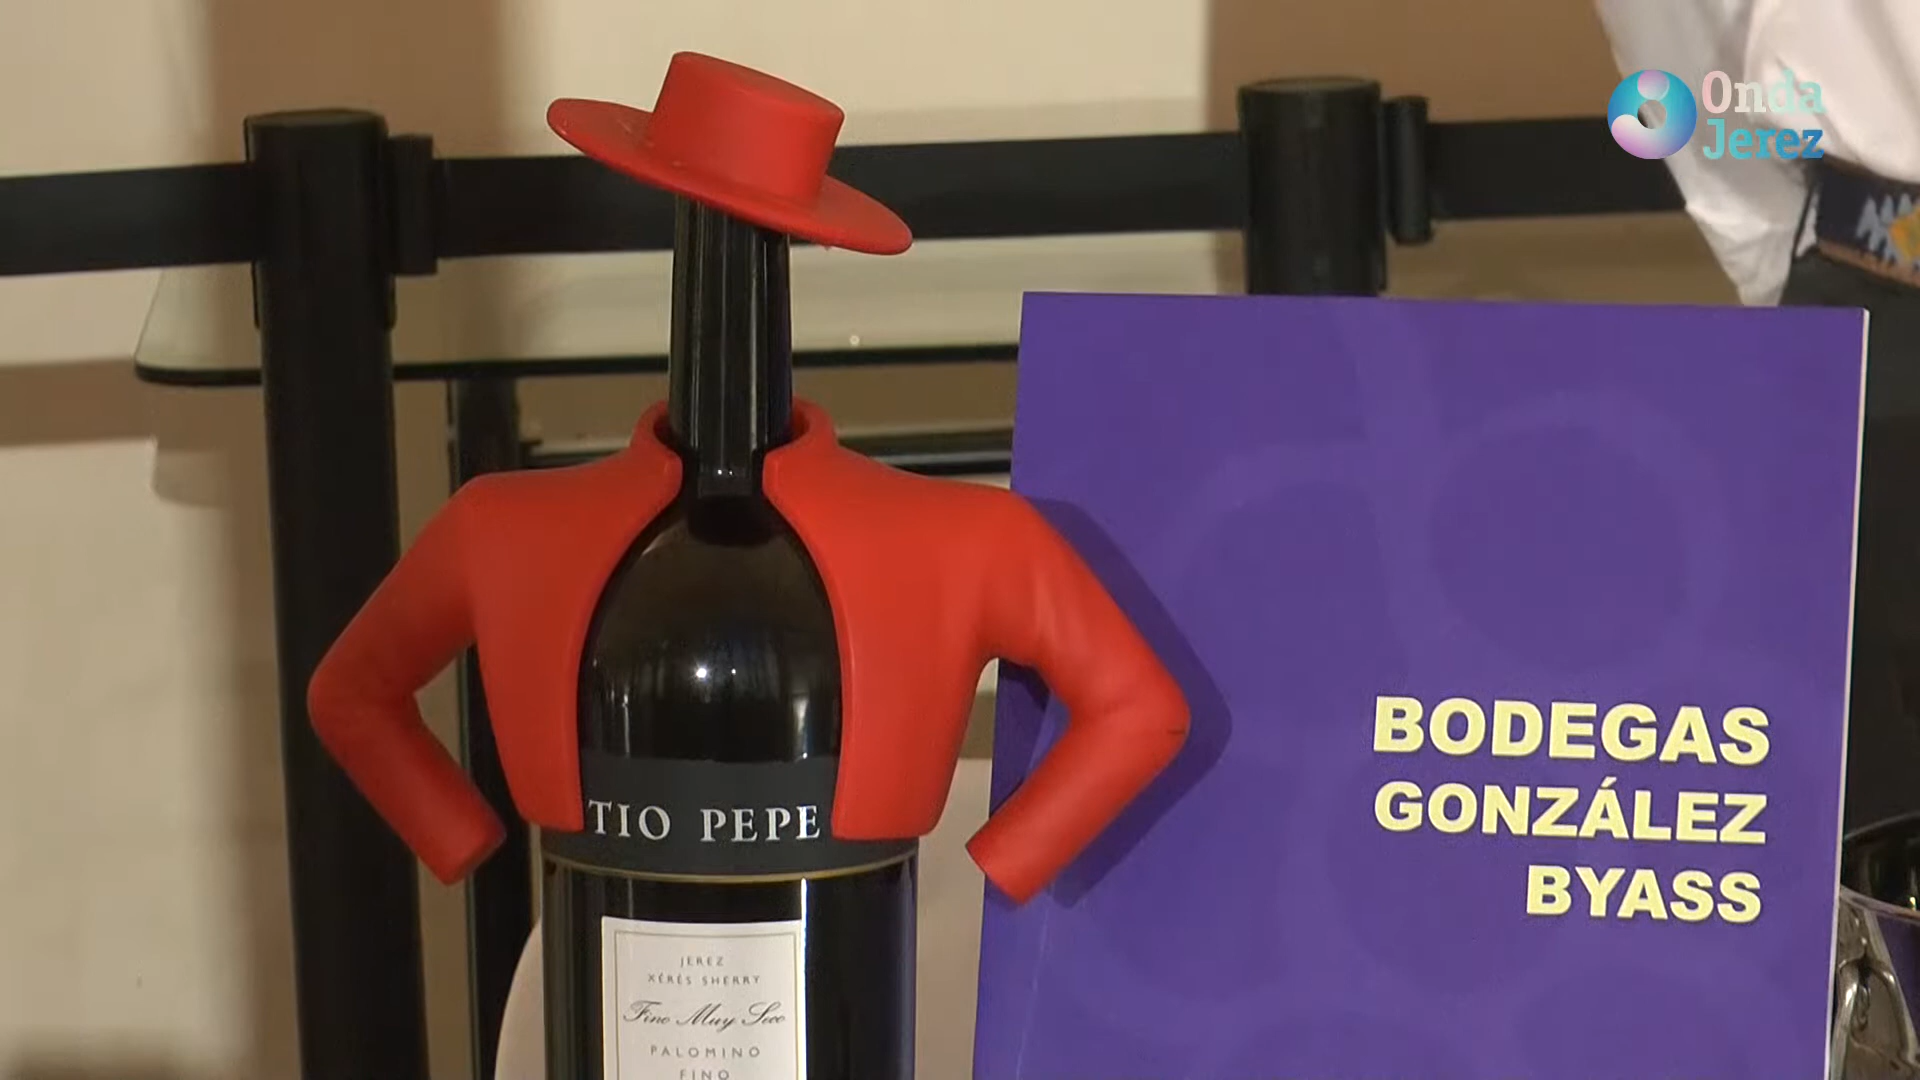 Onda
Jerez
TIO PEPE
JEREZ
XÉRÈS SHERRY
Fino Muy Seco
PALOMINO
FINO
BODEGAS
GONZÁLEZ
BYASS